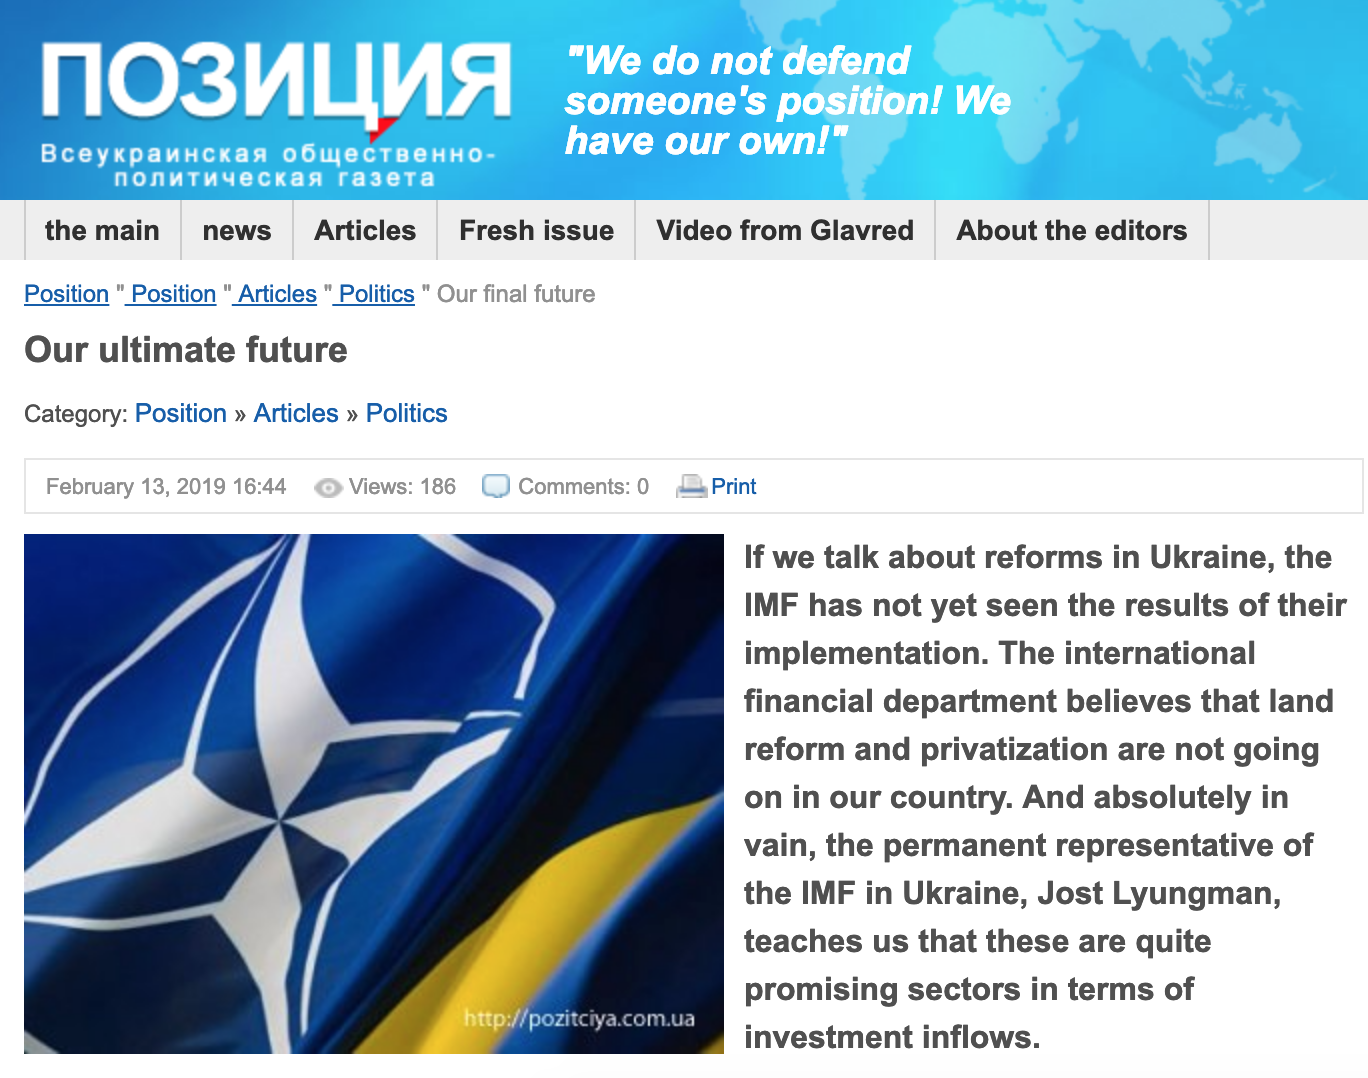 ПОЗИЦИЯ
Всеукраинская общественно-
политическая газета
"We do not defend
someone's position! We
have our own!"
the main
news
Articles
Fresh issue
Video from Glavred
About the editors
Position " Position " Articles " Politics " Our final future
Our ultimate future
Category: Position » Articles » Politics
February 13, 2019 16:44 Views: 186 Comments: 0 Print
If we talk about reforms in Ukraine, the
IMF has not yet seen the results of their
implementation. The international
financial department believes that land
reform and privatization are not going
on in our country. And absolutely in
vain, the permanent representative of
the IMF in Ukraine, Jost Lyungman,
teaches us that these are quite
promising sectors in terms of
investment inflows.
http://pozitciya.com.ua